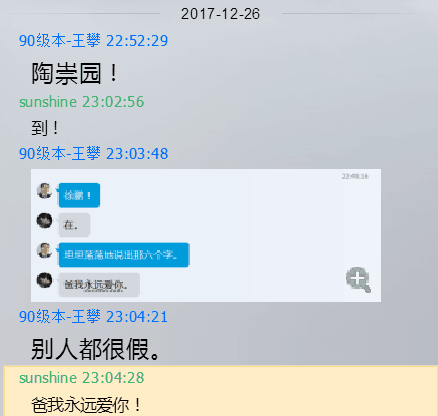 2017-12-26
90级本-王攀 22:52:29
陶崇园！
sunshine 23:02:56
到！
90级本-王攀 23:03:48
徐鹏！
在。
坦坦荡荡地说出那六个字。
爸我永远爱你。
90级本-王攀 23:04:21
别人都很假。
sunshine 23:04:28
爸我永远爱你！